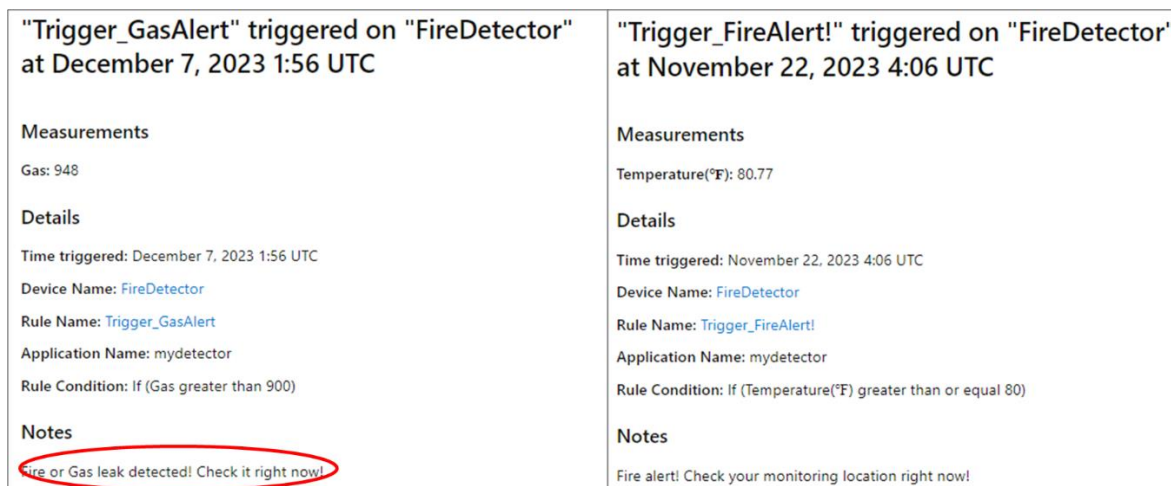 "Trigger_GasAlert" triggered on "FireDetector"
at December 7, 2023 1:56 UTC
Measurements
Gas: 948
Details
Time triggered: December 7, 2023 1:56 UTC
Device Name: FireDetector
Rule Name: Trigger_GasAlert
Application Name: mydetector
Rule Condition: If (Gas greater than 900)
Notes
Fire or Gas leak detected! Check it right now!
"Trigger_FireAlert!" triggered on "FireDetector"
at November 22, 2023 4:06 UTC
Measurements
Temperature(°F): 80.77
Details
Time triggered: November 22, 2023 4:06 UTC
Device Name: FireDetector
Rule Name: Trigger_FireAlert!
Application Name: mydetector
Rule Condition: If (Temperature(°F) greater than or equal 80)
Notes
Fire alert! Check your monitoring location right now!